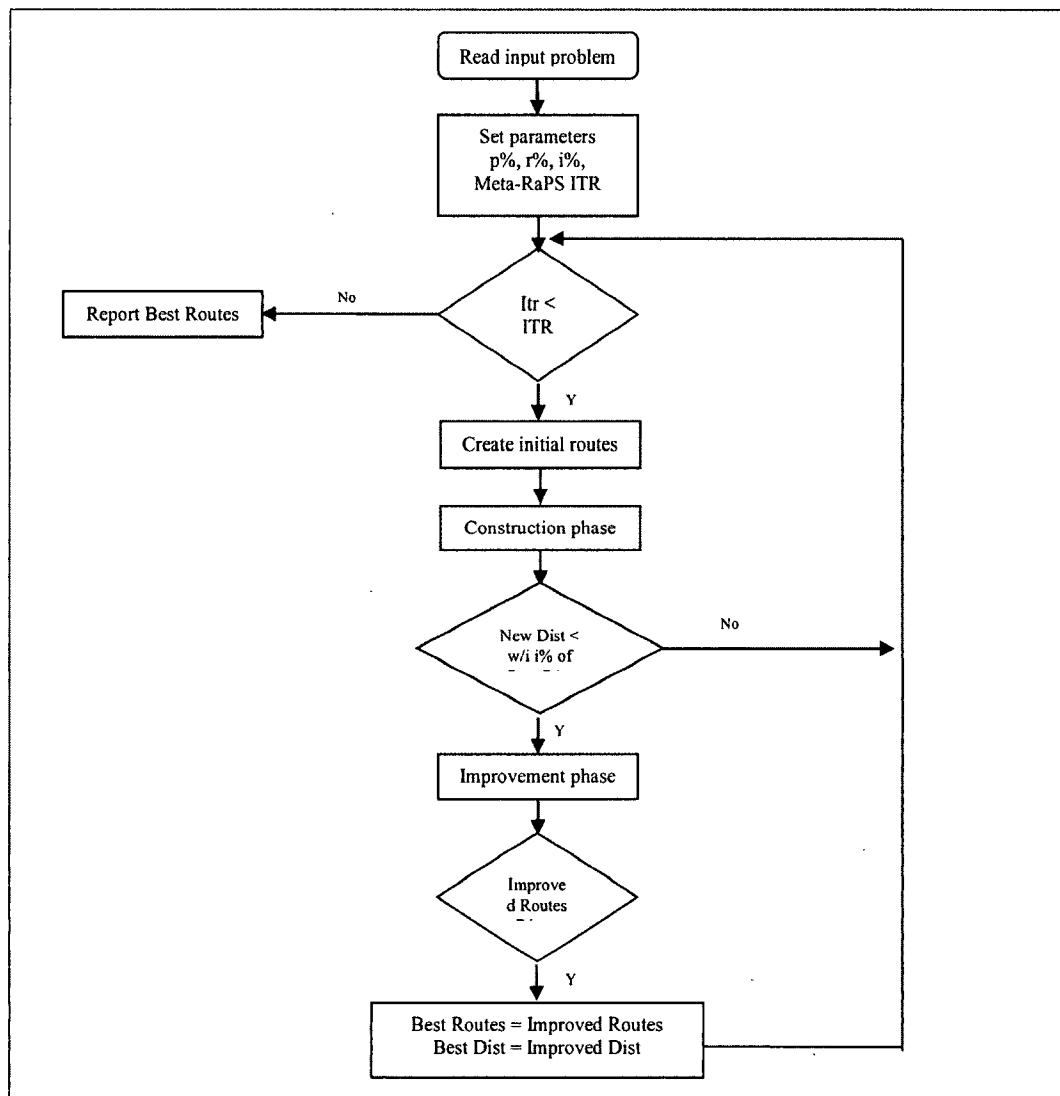 Read input problem
Set parameters
p%, r%, i%,
Meta-RaPS ITR
Itr <
ITR
No
Report Best Routes
Y
Create initial routes
Construction phase
New Dist <
w/i i% of
No
Y
Improvement phase
Improve
d Routes
Y
Best Routes = Improved Routes
Best Dist = Improved Dist